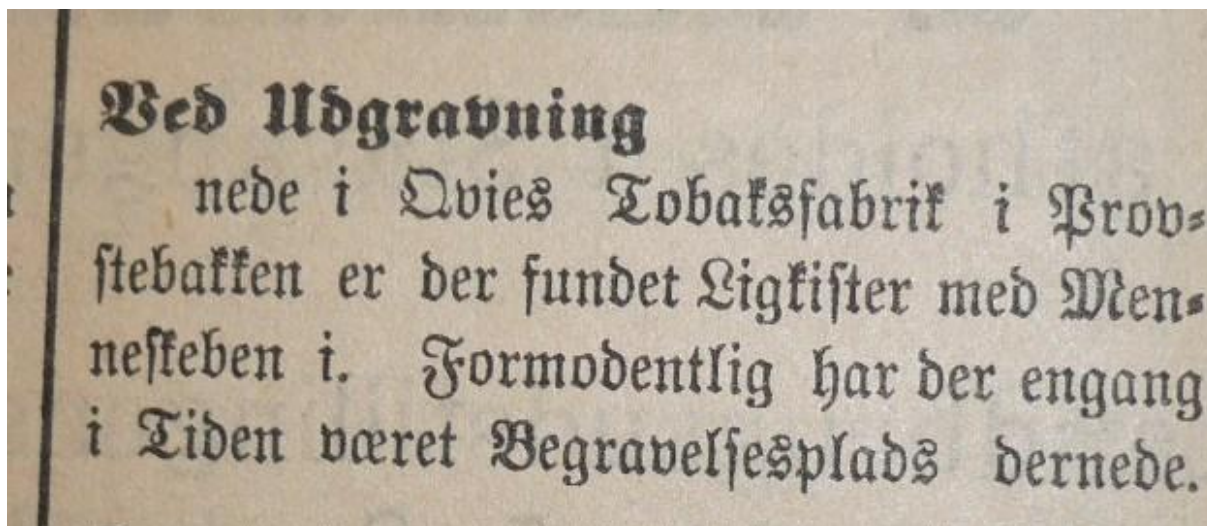 Ved Udgravning
nede i Qvies Tobaksfabrik i Prov-
stebakken er der fundet Ligkister med Men-
neskeben i. Formodentlig har der engang
i Tiden været Begravelsesplads dernede.